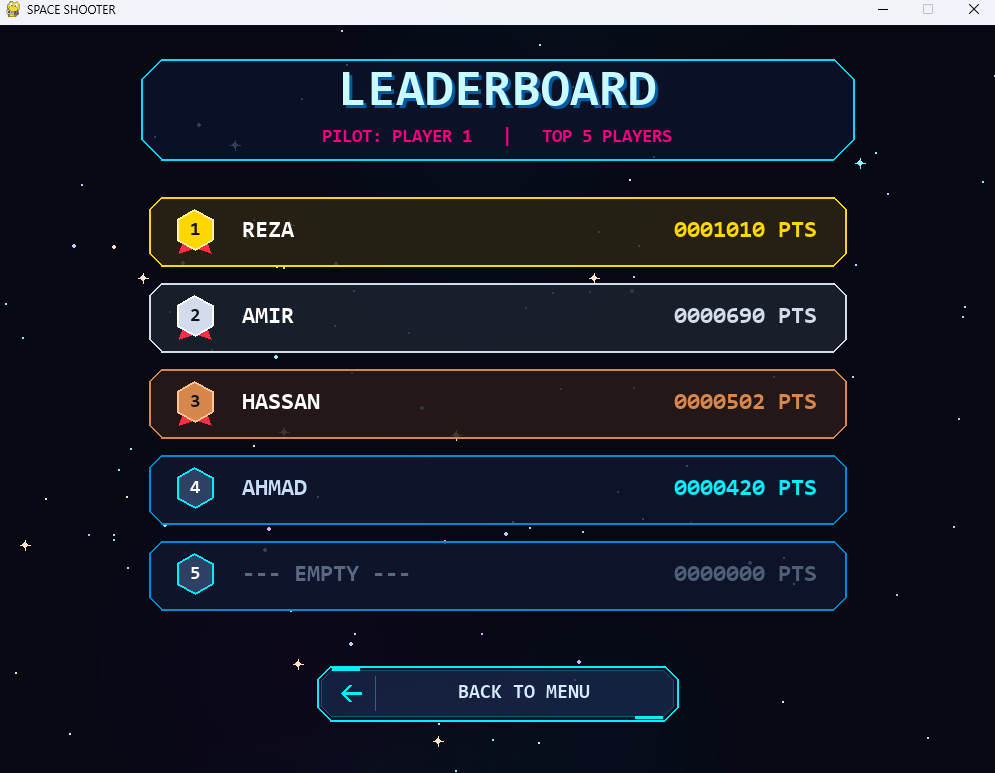 SPACE SHOOTER
LEADERBOARD
PILOT: PLAYER 1 | TOP 5 PLAYERS
1 REZA 0001010 PTS
2 AMIR 0000690 PTS
3 HASSAN 0000502 PTS
4 AHMAD 0000420 PTS
5 --- EMPTY --- 0000000 PTS
BACK TO MENU